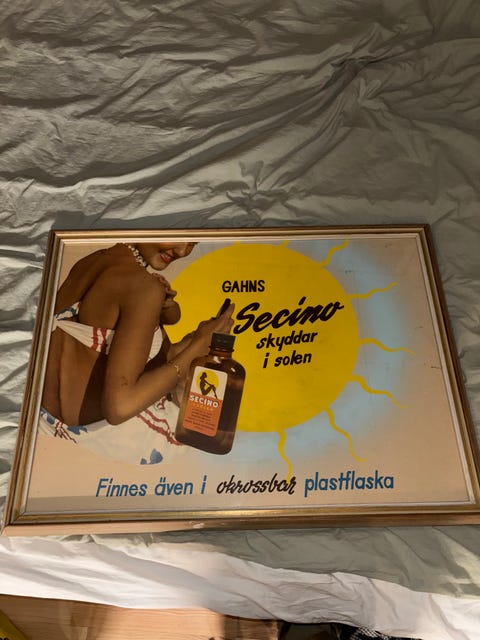 GAHNS
Secino
skyddar
i solen
SECINO
Finnes även i okrossbar plastflaska